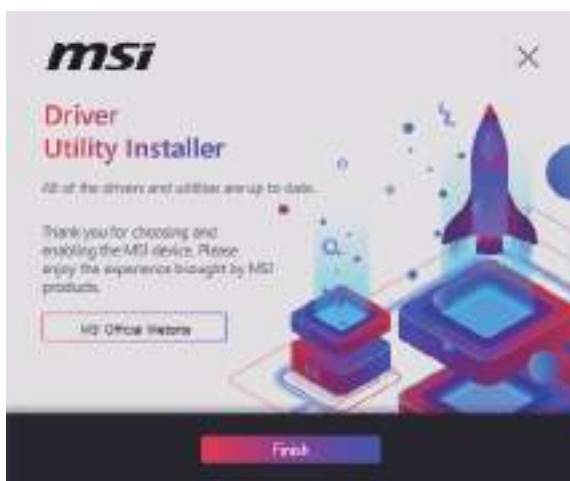 msi
Driver
Utility Installer
All of the drivers and utilities are up to date.
Thank you for choosing and
enabling the MSI device. Please
enjoy the experience brought by MSI
products.
MSI Official Website
Finish